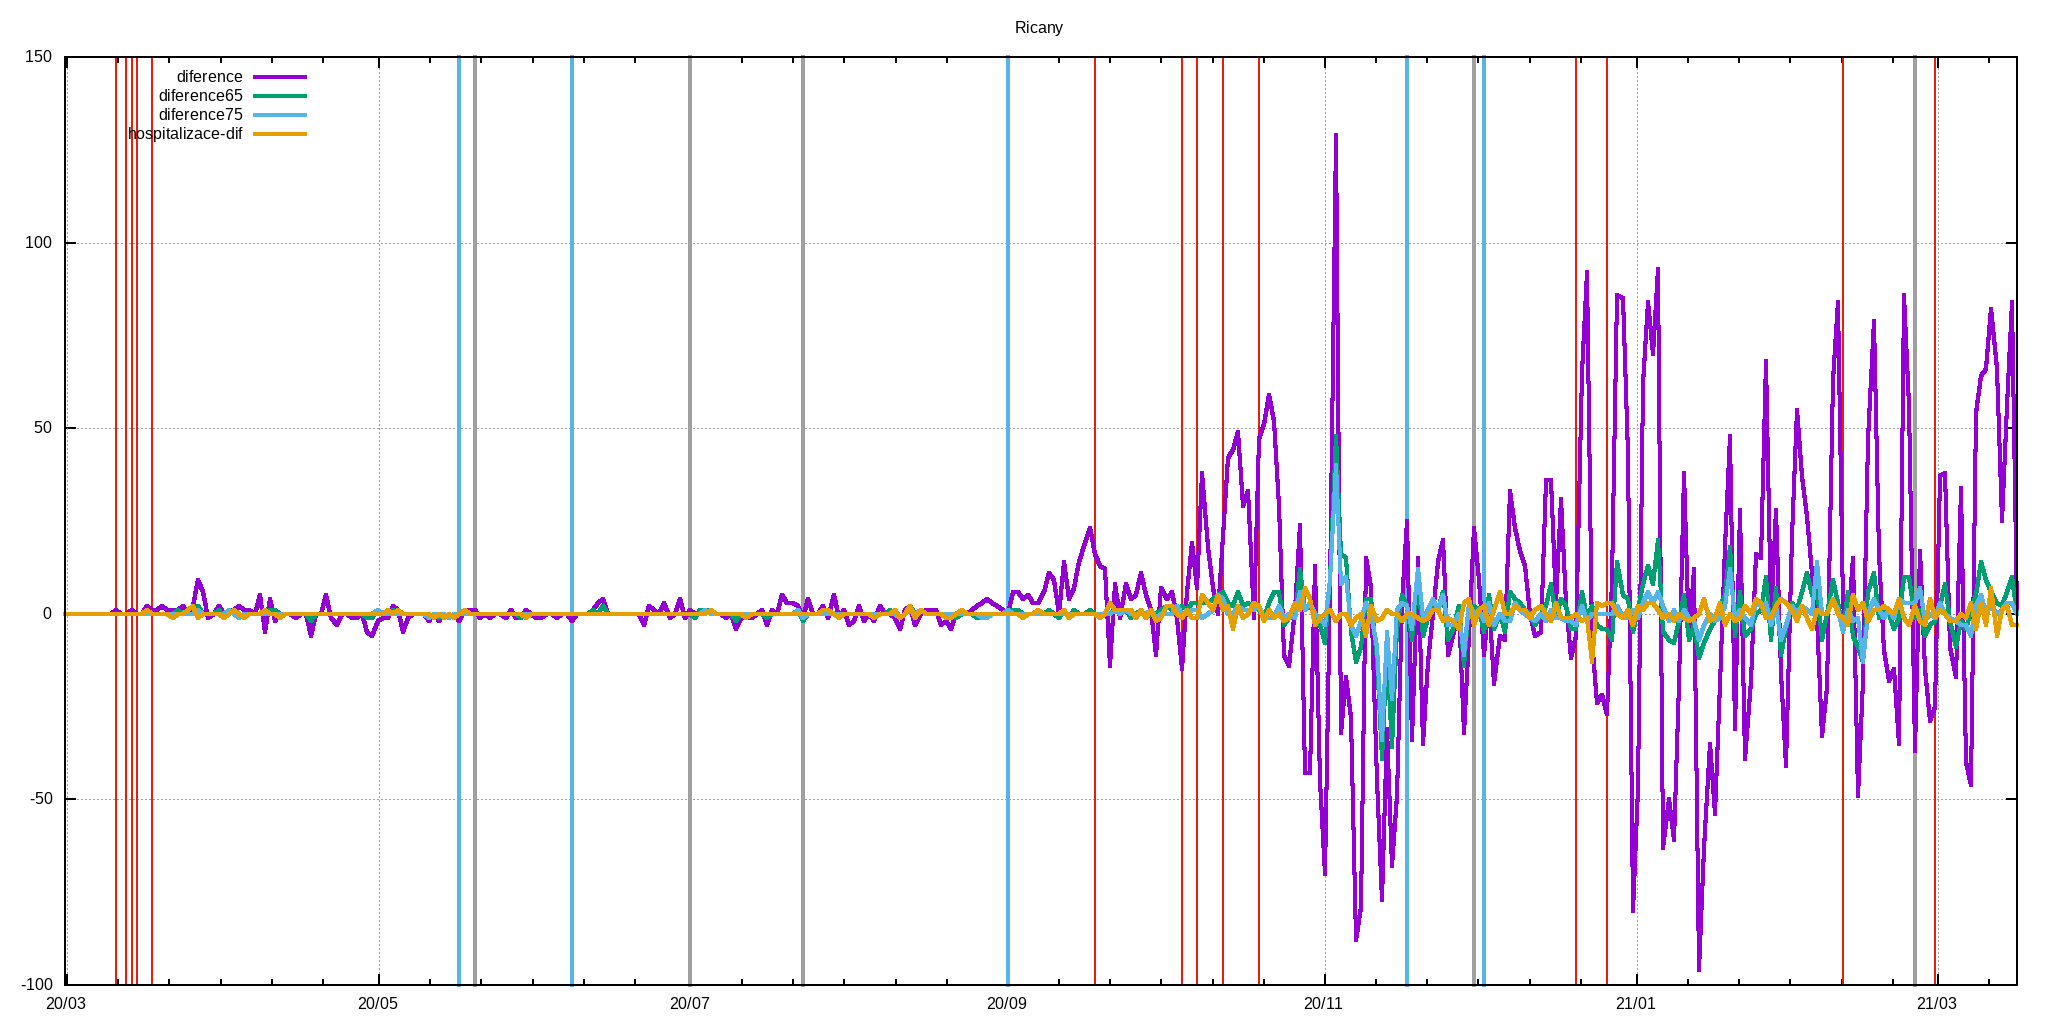 Ricany
150
diference
diference65
diference75
hospitalizace-dif
100
50
0
-50
-100
20/03 20/05 20/07 20/09 20/11 21/01 21/03